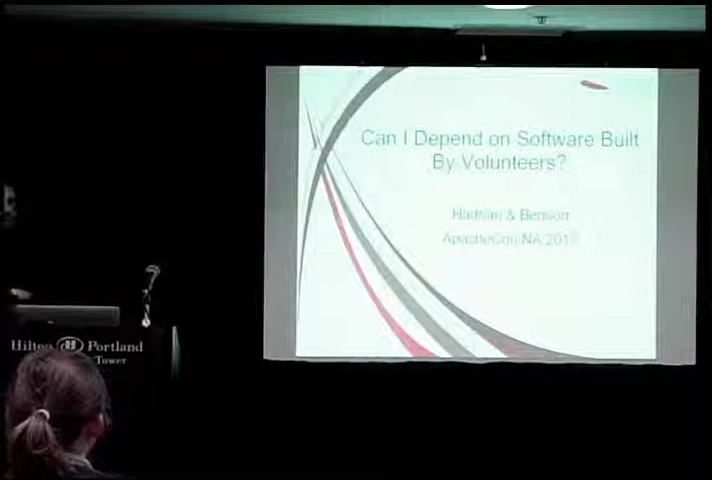 Can I Depend on Software Built
By Volunteers?
Hadrian & Benson
ApacheCon NA 2013
Hilton Portland
Tower